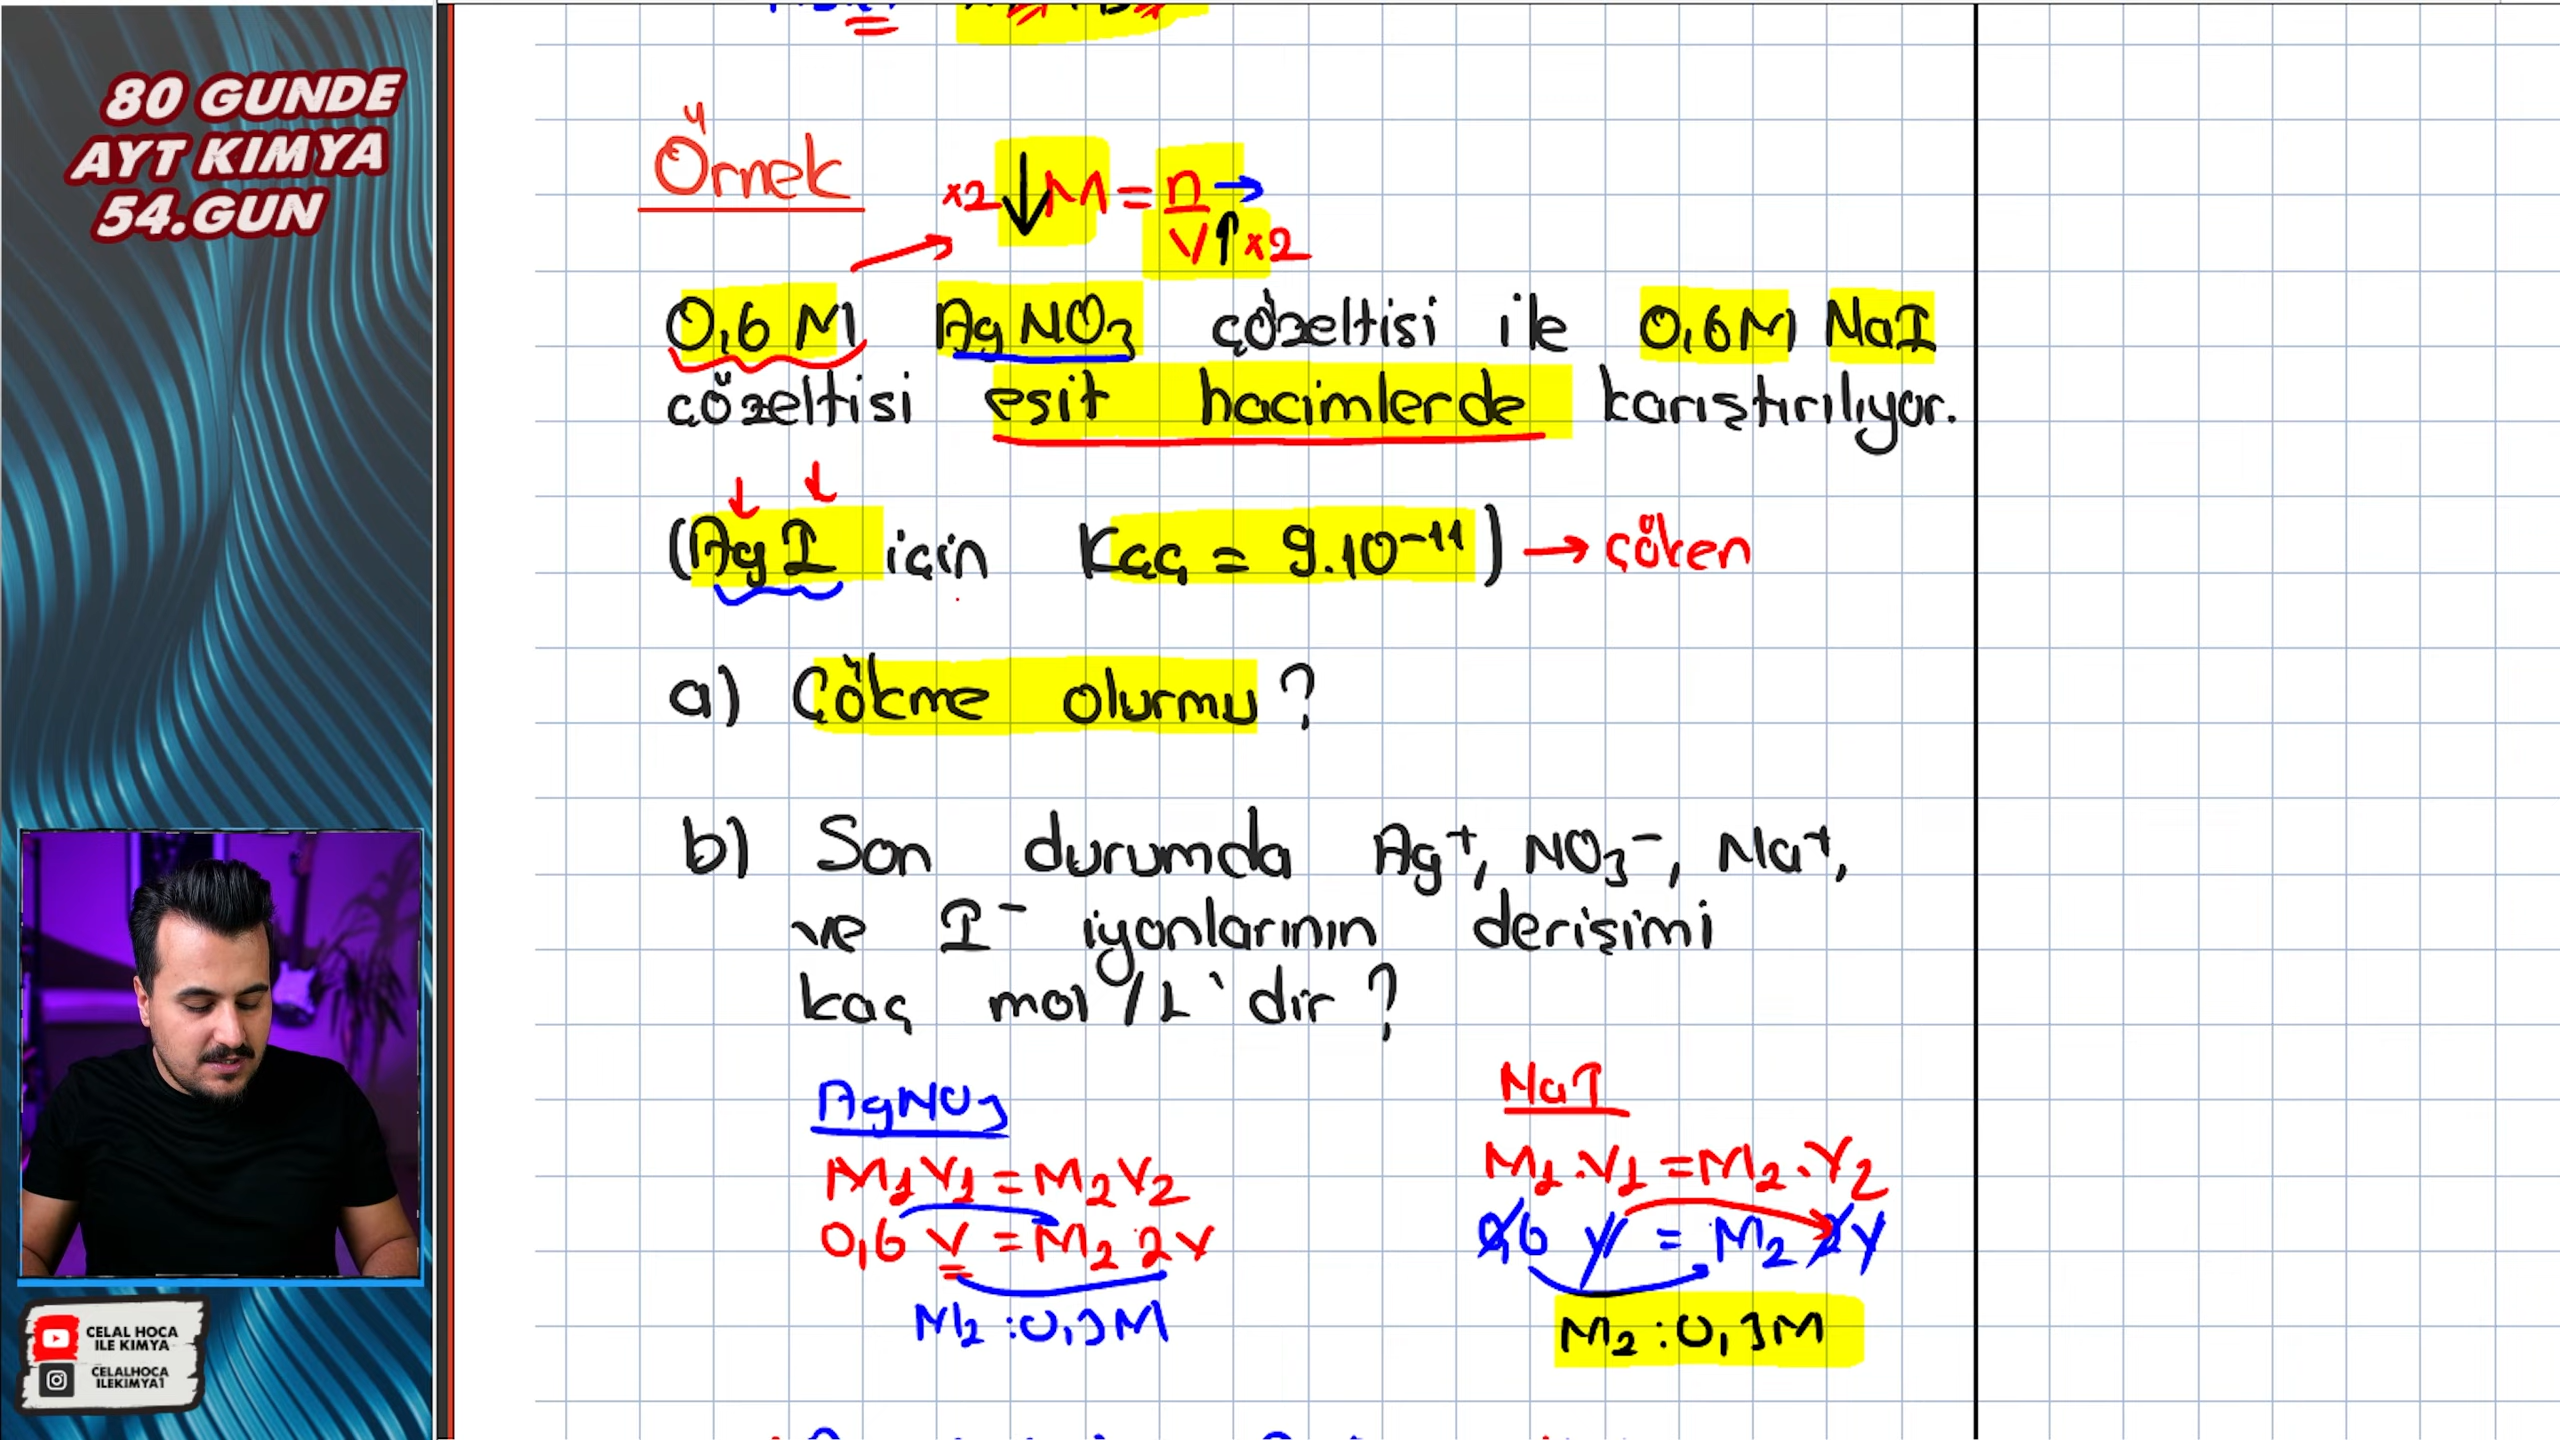 80 GUNDE
AYT KIMYA
54.GUN
Örnek
x2 ↓M = n →
V↑ x2
0,6 M AgNO3 çözeltisi ile 0,6M NaI
çözeltisi eşit hacimlerde karıştırılıyor.
(AgI için Kçç = 9.10⁻¹¹) → çöken
a) Çökme olurmu ?
b) Son durumda Ag⁺, NO3⁻, Na⁺,
ve I⁻ iyonlarının derişimi
kaç mol/L'dir ?
AgNO3
M1V1 = M2V2
0,6 V = M2 2V
M2 : 0,3M
NaI
M1.V1 = M2.V2
0,6 V = M2 2V
M2 : 0,3M
CELAL HOCA
ILE KIMYA
CELALHOCA
ILEKIMYA1